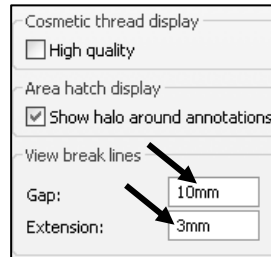 Cosmetic thread display
High quality
Area hatch display
Show halo around annotations
View break lines
Gap: 10mm
Extension: 3mm